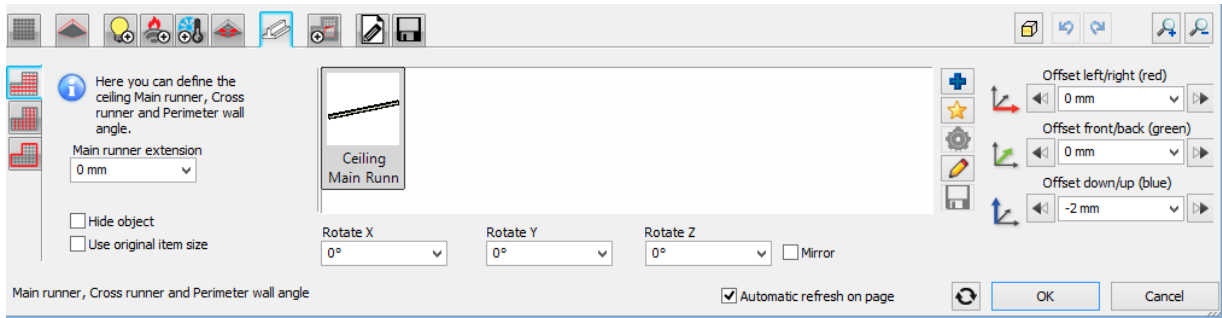 Here you can define the
ceiling Main runner, Cross
runner and Perimeter wall
angle.
Main runner extension
0 mm
Hide object
Use original item size
Ceiling
Main Runn
Rotate X
0°
Rotate Y
0°
Rotate Z
0°
Mirror
Offset left/right (red)
0 mm
Offset front/back (green)
0 mm
Offset down/up (blue)
-2 mm
Main runner, Cross runner and Perimeter wall angle
Automatic refresh on page
OK
Cancel